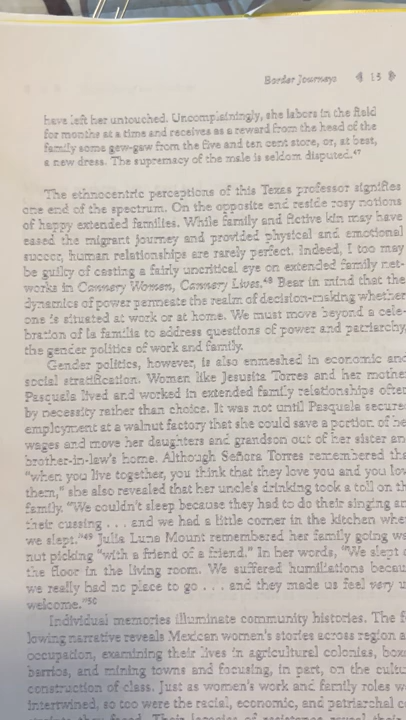 Border Journeys 13
have left her untouched. Uncomplainingly, she labors in the field
for months at a time and receives as a reward from the head of the
family some gew-gaw from the five and ten cent store, or, at best,
a new dress. The supremacy of the male is seldom disputed.47
The ethnocentric perceptions of this Texas professor signifies
one end of the spectrum. On the opposite end reside rosy notions
of happy extended families. While family and fictive kin may have
eased the migrant journey and provided physical and emotional
succor, human relationships are rarely perfect. Indeed, I too may
be guilty of casting a fairly uncritical eye on extended family net-
works in Cannery Women, Cannery Lives.48 Bear in mind that the
dynamics of power permeate the realm of decision-making whether
one is situated at work or at home. We must move beyond a cele-
bration of la familia to address questions of power and patriarchy,
the gender politics of work and family.
Gender politics, however, is also enmeshed in economic and
social stratification. Women like Jesusita Torres and her mothe
Pasquala lived and worked in extended family relationships ofter
by necessity rather than choice. It was not until Pasquala secure
employment at a walnut factory that she could save a portion of he
wages and move her daughters and grandson out of her sister an
brother-in-law's home. Although Señora Torres remembered tha
"when you live together, you think that they love you and you lov
them," she also revealed that her uncle's drinking took a toll on th
family. "We couldn't sleep because they had to do their singing an
their cussing . . . and we had a little corner in the kitchen whe
we slept."49 Julia Luna Mount remembered her family going wa
nut picking "with a friend of a friend." In her words, "We slept o
the floor in the living room. We suffered humiliations becau
we really had no place to go . . . and they made us feel very u
welcome."50
Individual memories illuminate community histories. The f
lowing narrative reveals Mexican women's stories across region a
occupation, examining their lives in agricultural colonias, box
barrios, and mining towns and focusing, in part, on the cultu
construction of class. Just as women's work and family roles w
intertwined, so too were the racial, economic, and patriarchal c